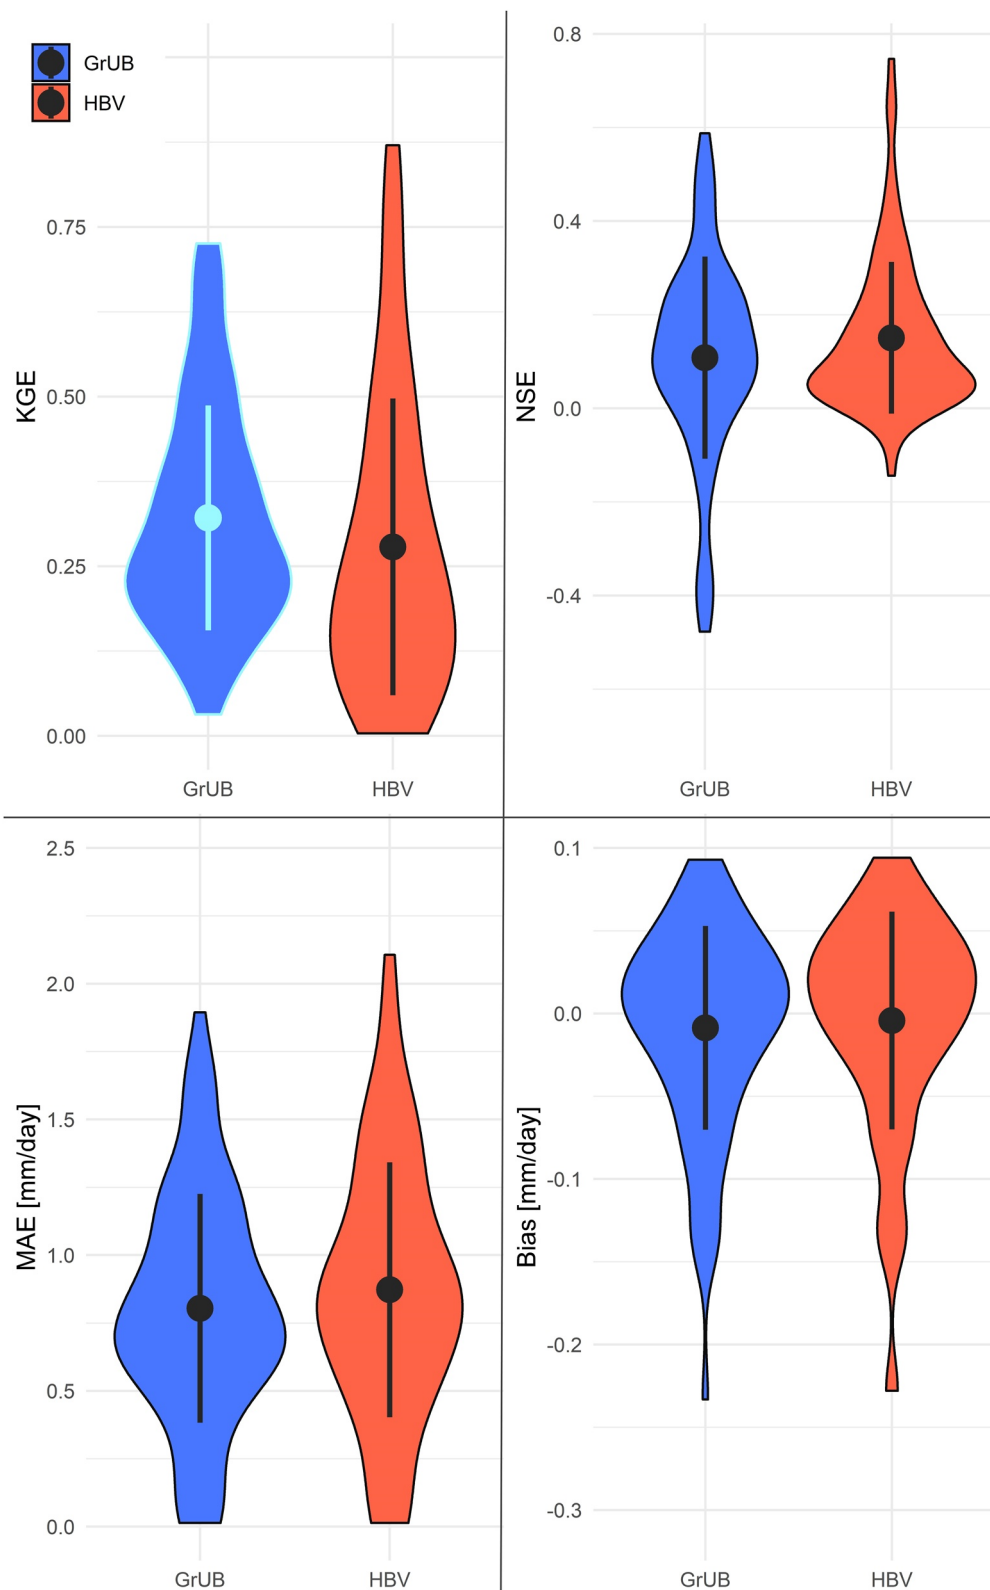 GrUB
HBV
KGE
0.75
0.50
0.25
0.00
GrUB HBV
NSE
0.8
0.4
0.0
-0.4
GrUB HBV
MAE [mm/day]
2.5
2.0
1.5
1.0
0.5
0.0
GrUB HBV
Bias [mm/day]
0.1
0.0
-0.1
-0.2
-0.3
GrUB HBV